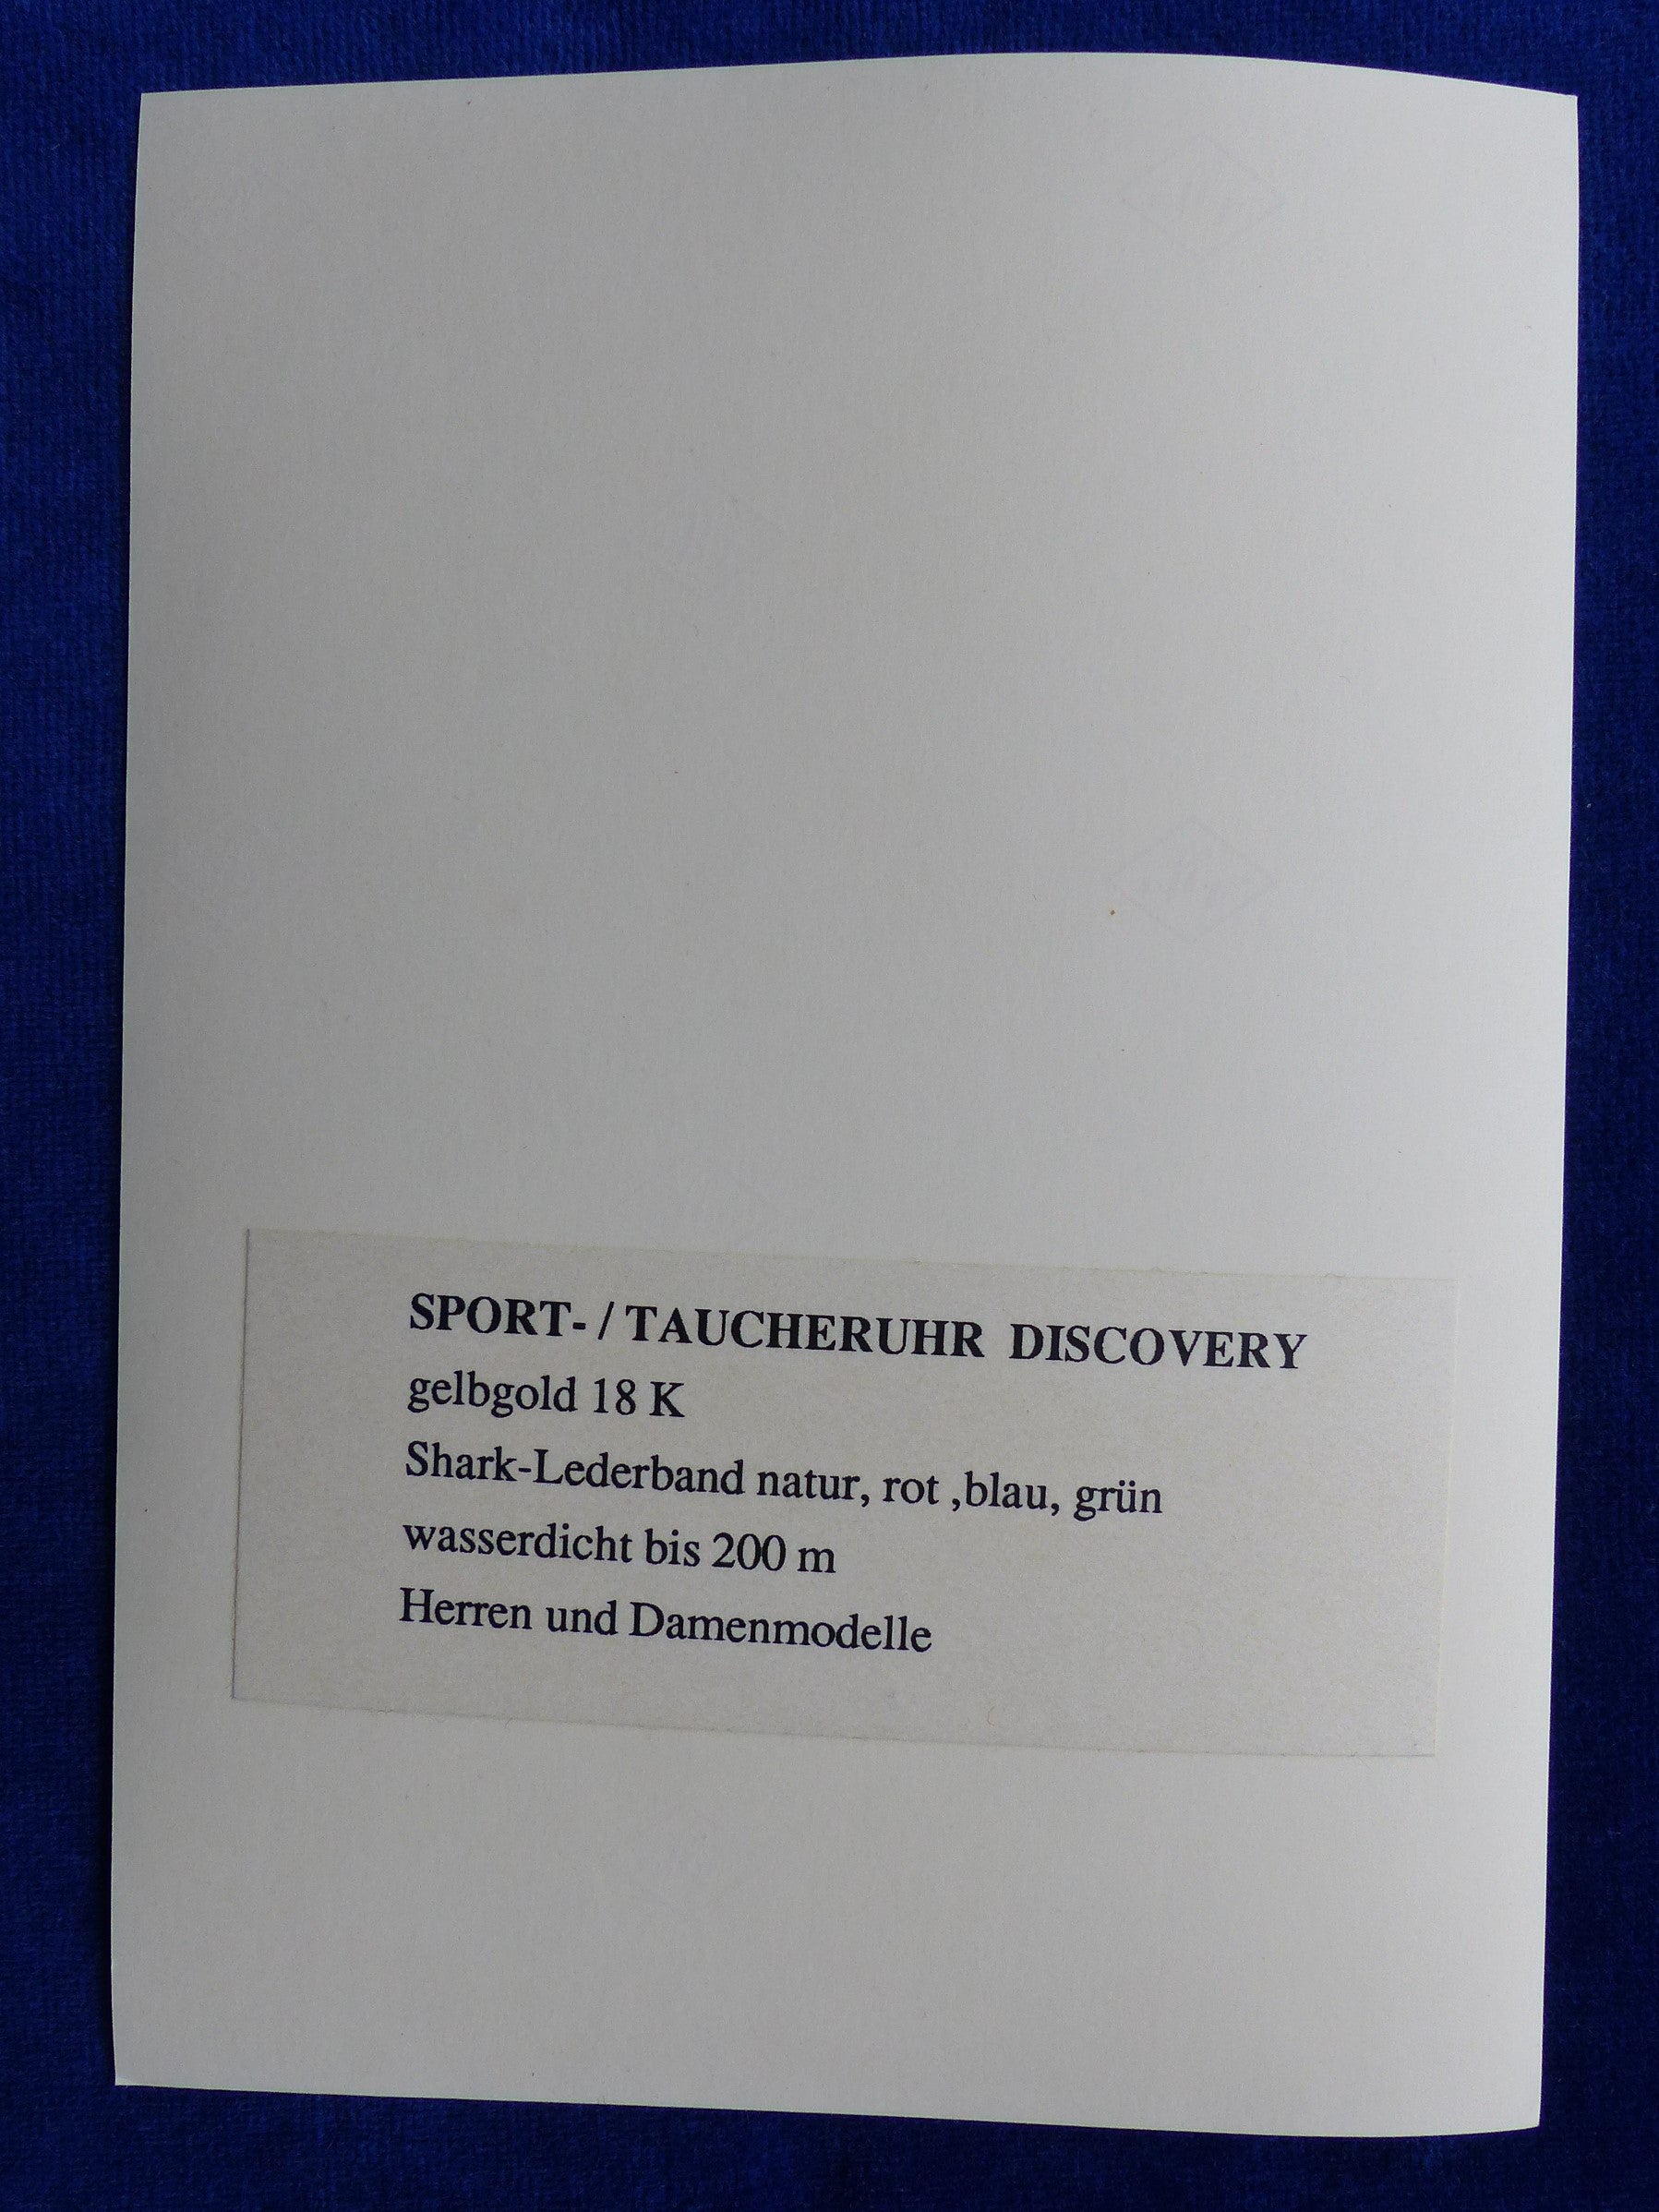 SPORT- / TAUCHERUHR DISCOVERY
gelbgold 18 K
Shark-Lederband natur, rot ,blau, grün
wasserdicht bis 200 m
Herren und Damenmodelle